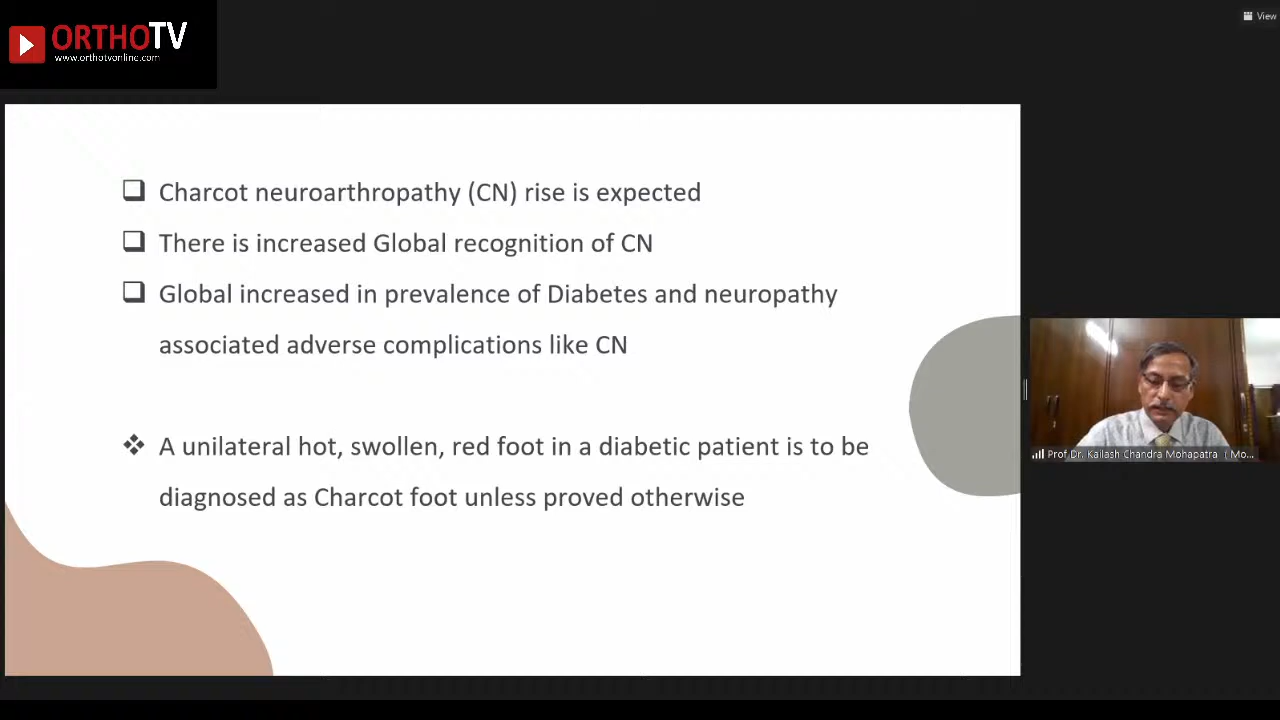 ORTHOTV
www.orthotvonline.com
View
Charcot neuroarthropathy (CN) rise is expected
There is increased Global recognition of CN
Global increased in prevalence of Diabetes and neuropathy
associated adverse complications like CN
A unilateral hot, swollen, red foot in a diabetic patient is to be
diagnosed as Charcot foot unless proved otherwise
Prof Dr. Kailash Chandra Mohapatra ( Mo...